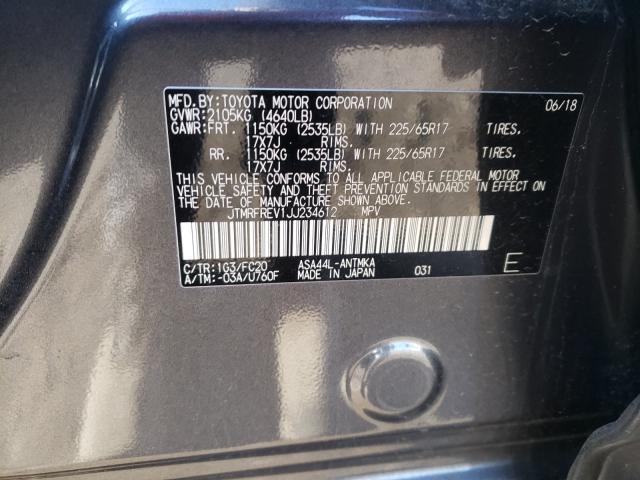 MFD.BY:TOYOTA MOTOR CORPORATION 06/18
GVWR:2105KG (4640LB)
GAWR:FRT. 1150KG (2535LB) WITH 225/65R17 TIRES.
17X7J RIMS.
RR. 1150KG (2535LB) WITH 225/65R17 TIRES.
17X7J RIMS.
THIS VEHICLE CONFORMS TO ALL APPLICABLE FEDERAL MOTOR
VEHICLE SAFETY AND THEFT PREVENTION STANDARDS IN EFFECT ON
THE DATE OF MANUFACTURE SHOWN ABOVE.
JTMRFREV1JJ234612 MPV
C/TR:1G3/FC20 ASA44L-ANTMKA
A/TM:-03A/U760F MADE IN JAPAN 031 E